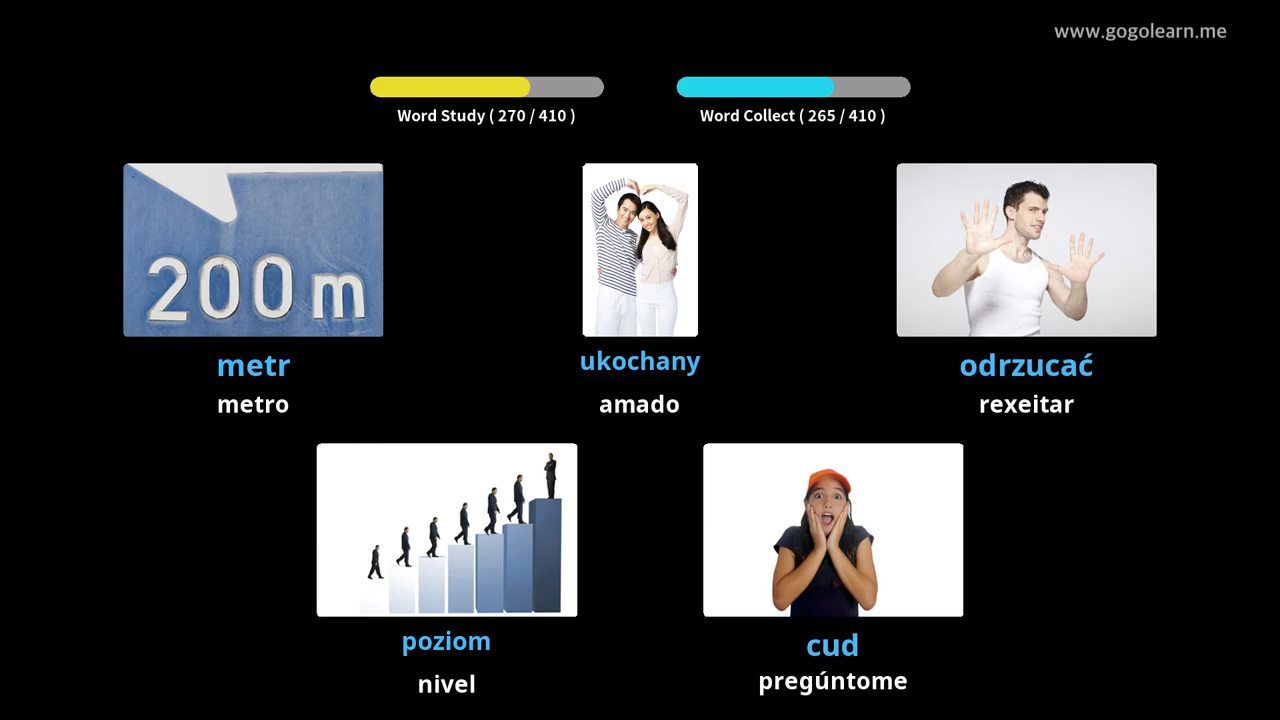 www.gogolearn.me
Word Study ( 270 / 410 )
Word Collect ( 265 / 410 )
200 m
metr
metro
ukochany
amado
odrzucać
rexeitar
poziom
nivel
cud
pregúntome